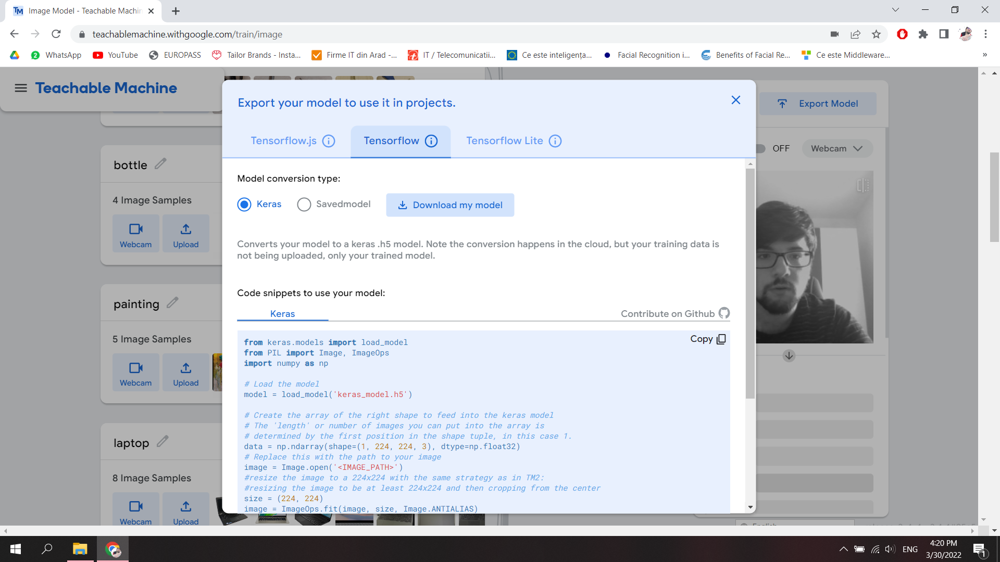 TM Image Model - Teachable Machin
teachablemachine.withgoogle.com/train/image
WhatsApp YouTube EUROPASS Tailor Brands - Insta... Firme IT din Arad -... IT / Telecomunicatii... Ce este inteligența... Facial Recognition i... Benefits of Facial Re... Ce este Middleware... »
Teachable Machine
Export your model to use it in projects.
Export Model
Tensorflow.js Tensorflow Tensorflow Lite
OFF Webcam
bottle
4 Image Samples
Webcam Upload
painting
5 Image Samples
Webcam Upload
laptop
8 Image Samples
Webcam Upload
Model conversion type:
Keras Savedmodel Download my model
Converts your model to a keras .h5 model. Note the conversion happens in the cloud, but your training data is
not being uploaded, only your trained model.
Code snippets to use your model:
Keras Contribute on Github
Copy
from keras.models import load_model
from PIL import Image, ImageOps
import numpy as np
# Load the model
model = load_model('keras_model.h5')
# Create the array of the right shape to feed into the keras model
# The 'length' or number of images you can put into the array is
# determined by the first position in the shape tuple, in this case 1.
data = np.ndarray(shape=(1, 224, 224, 3), dtype=np.float32)
# Replace this with the path to your image
image = Image.open('<IMAGE_PATH>')
#resize the image to a 224x224 with the same strategy as in TM2:
#resizing the image to be at least 224x224 and then cropping from the center
size = (224, 224)
image = ImageOps.fit(image, size, Image.ANTIALIAS)
English
ENG
4:20 PM
3/30/2022
1